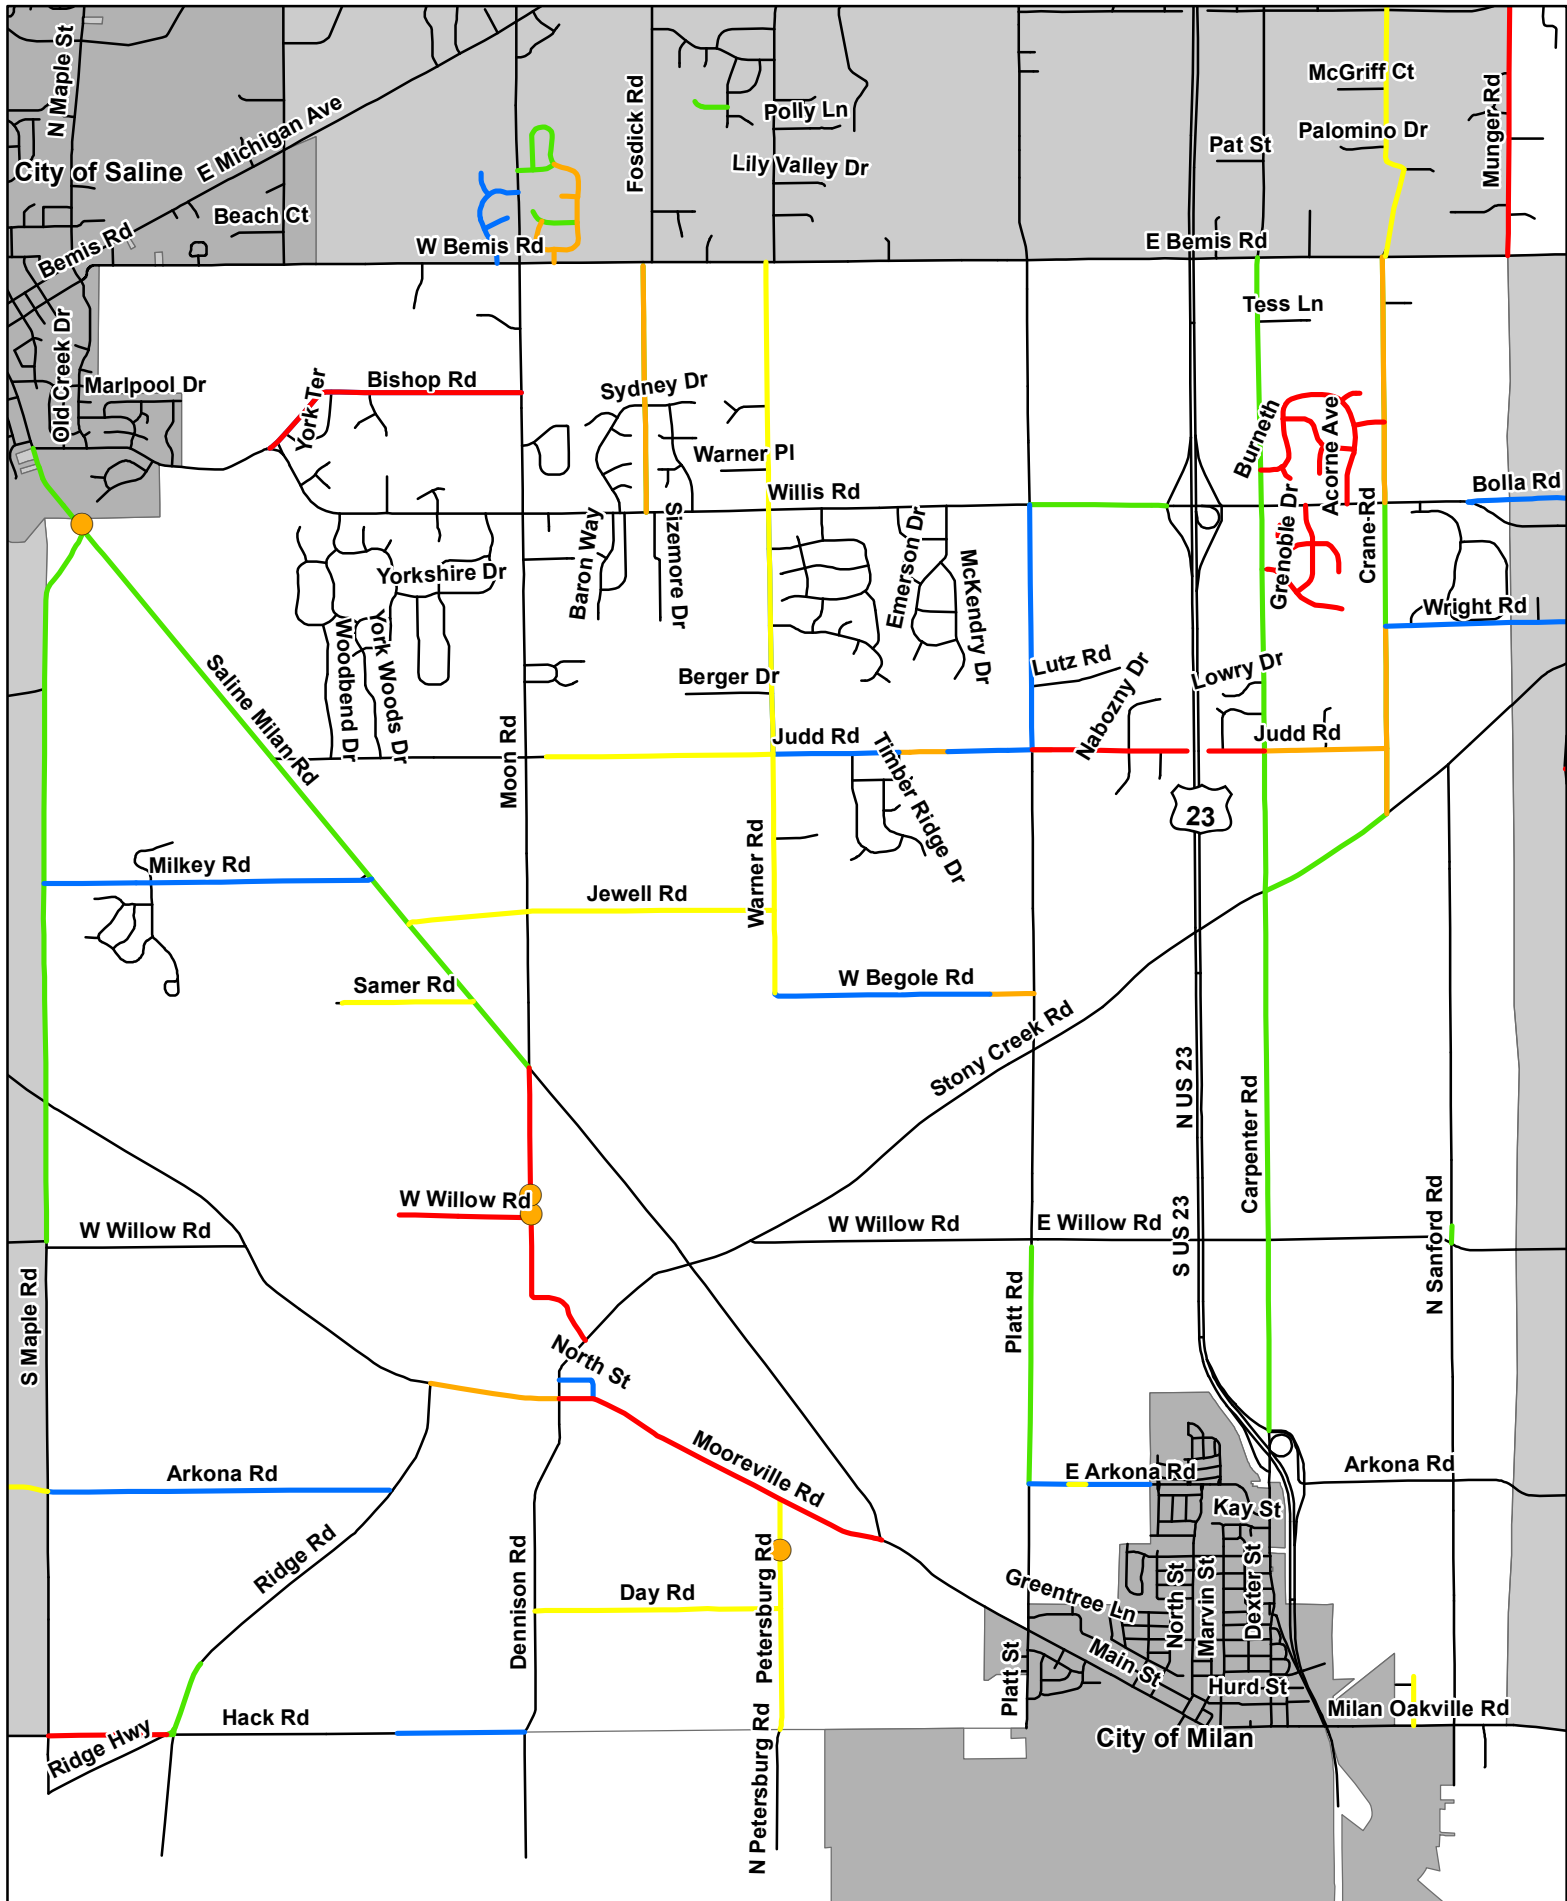 N Maple St
McGriff Ct
Munger Rd
E Michigan Ave
Fosdick Rd
Polly Ln
Palomino Dr
Pat St
City of Saline
Lily Valley Dr
Beach Ct
Bemis Rd
W Bemis Rd
E Bemis Rd
Tess Ln
Old Creek Dr
Marlpool Dr
York Ter
Bishop Rd
Sydney Dr
Burneth
Acorne Ave
Warner Pl
Willis Rd
Bolla Rd
Grenoble Dr
Crane Rd
Baron Way
Sizemore Dr
Emerson Dr
McKendry Dr
Yorkshire Dr
Wright Rd
Woodbend Dr
York Woods Dr
Saline Milan Rd
Berger Dr
Lutz Rd
Nabozny Dr
Lowry Dr
Moon Rd
Judd Rd
Timber Ridge Dr
Judd Rd
23
Milkey Rd
Jewell Rd
Warner Rd
Samer Rd
W Begole Rd
Stony Creek Rd
N US 23
Carpenter Rd
W Willow Rd
W Willow Rd
W Willow Rd
E Willow Rd
S US 23
N Sanford Rd
S Maple Rd
Platt Rd
North St
Mooreville Rd
Arkona Rd
E Arkona Rd
Arkona Rd
Kay St
Ridge Rd
Dennison Rd
Day Rd
Petersburg Rd
Greentree Ln
North St
Marvin St
Dexter St
Main St
Platt St
Hurd St
Hack Rd
Ridge Hwy
N Petersburg Rd
Milan Oakville Rd
City of Milan